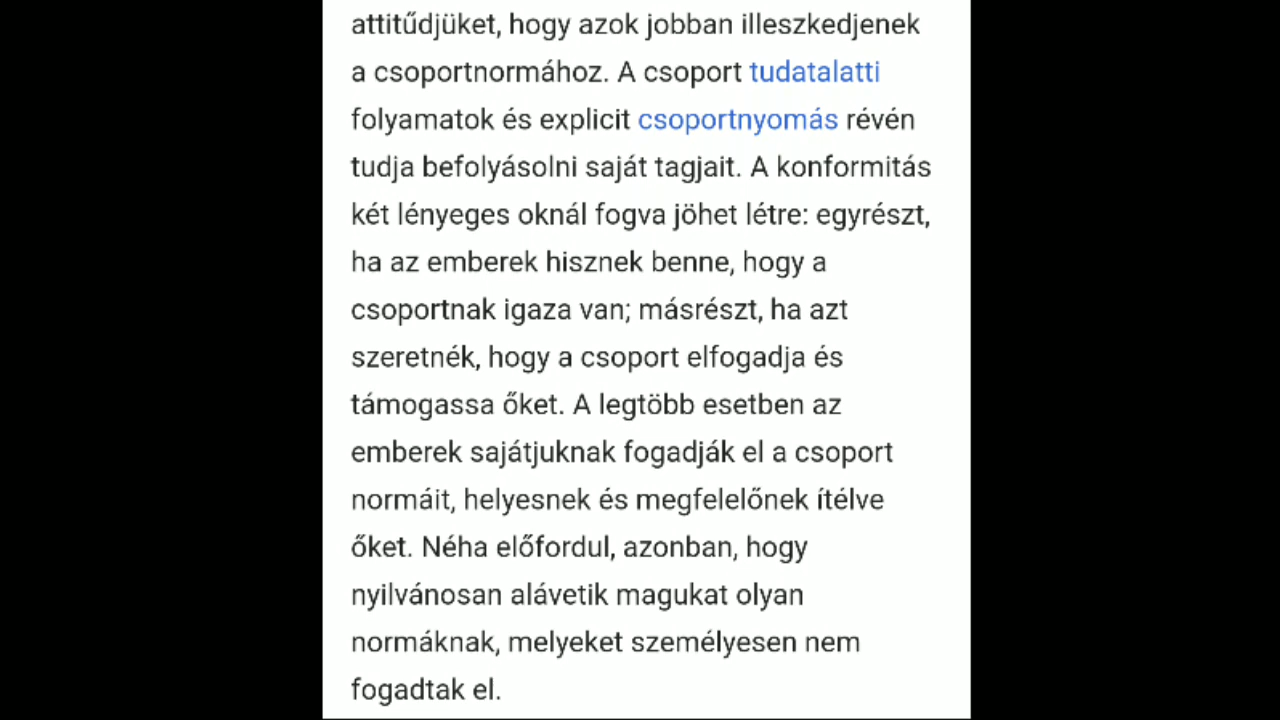 attitűdjüket, hogy azok jobban illeszkedjenek
a csoportnormához. A csoport tudatalatti
folyamatok és explicit csoportnyomás révén
tudja befolyásolni saját tagjait. A konformitás
két lényeges oknál fogva jöhet létre: egyrészt,
ha az emberek hisznek benne, hogy a
csoportnak igaza van; másrészt, ha azt
szeretnék, hogy a csoport elfogadja és
támogassa őket. A legtöbb esetben az
emberek sajátjuknak fogadják el a csoport
normáit, helyesnek és megfelelőnek ítélve
őket. Néha előfordul, azonban, hogy
nyilvánosan alávetik magukat olyan
normáknak, melyeket személyesen nem
fogadtak el.